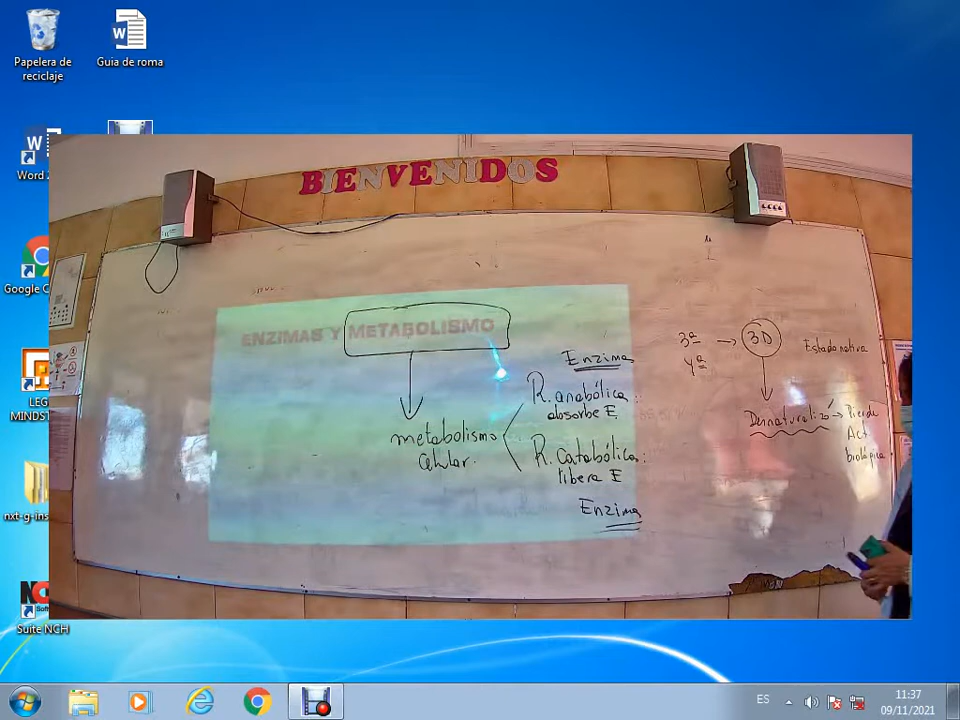 Papelera de
reciclaje
Guia de roma
Word
Google
LEG
MINDST
nxt-g-ins
Suite NCH
BIENVENIDOS
ENZIMAS Y METABOLISMO
metabolismo
celular.
Enzima
R. anabólica:
absorbe E
R. catabólica:
libera E
Enzima
3ª
4ª
3D
Estado nativa
Desnaturalizó
Pierde
Act
biológica
ES
11:37
09/11/2021